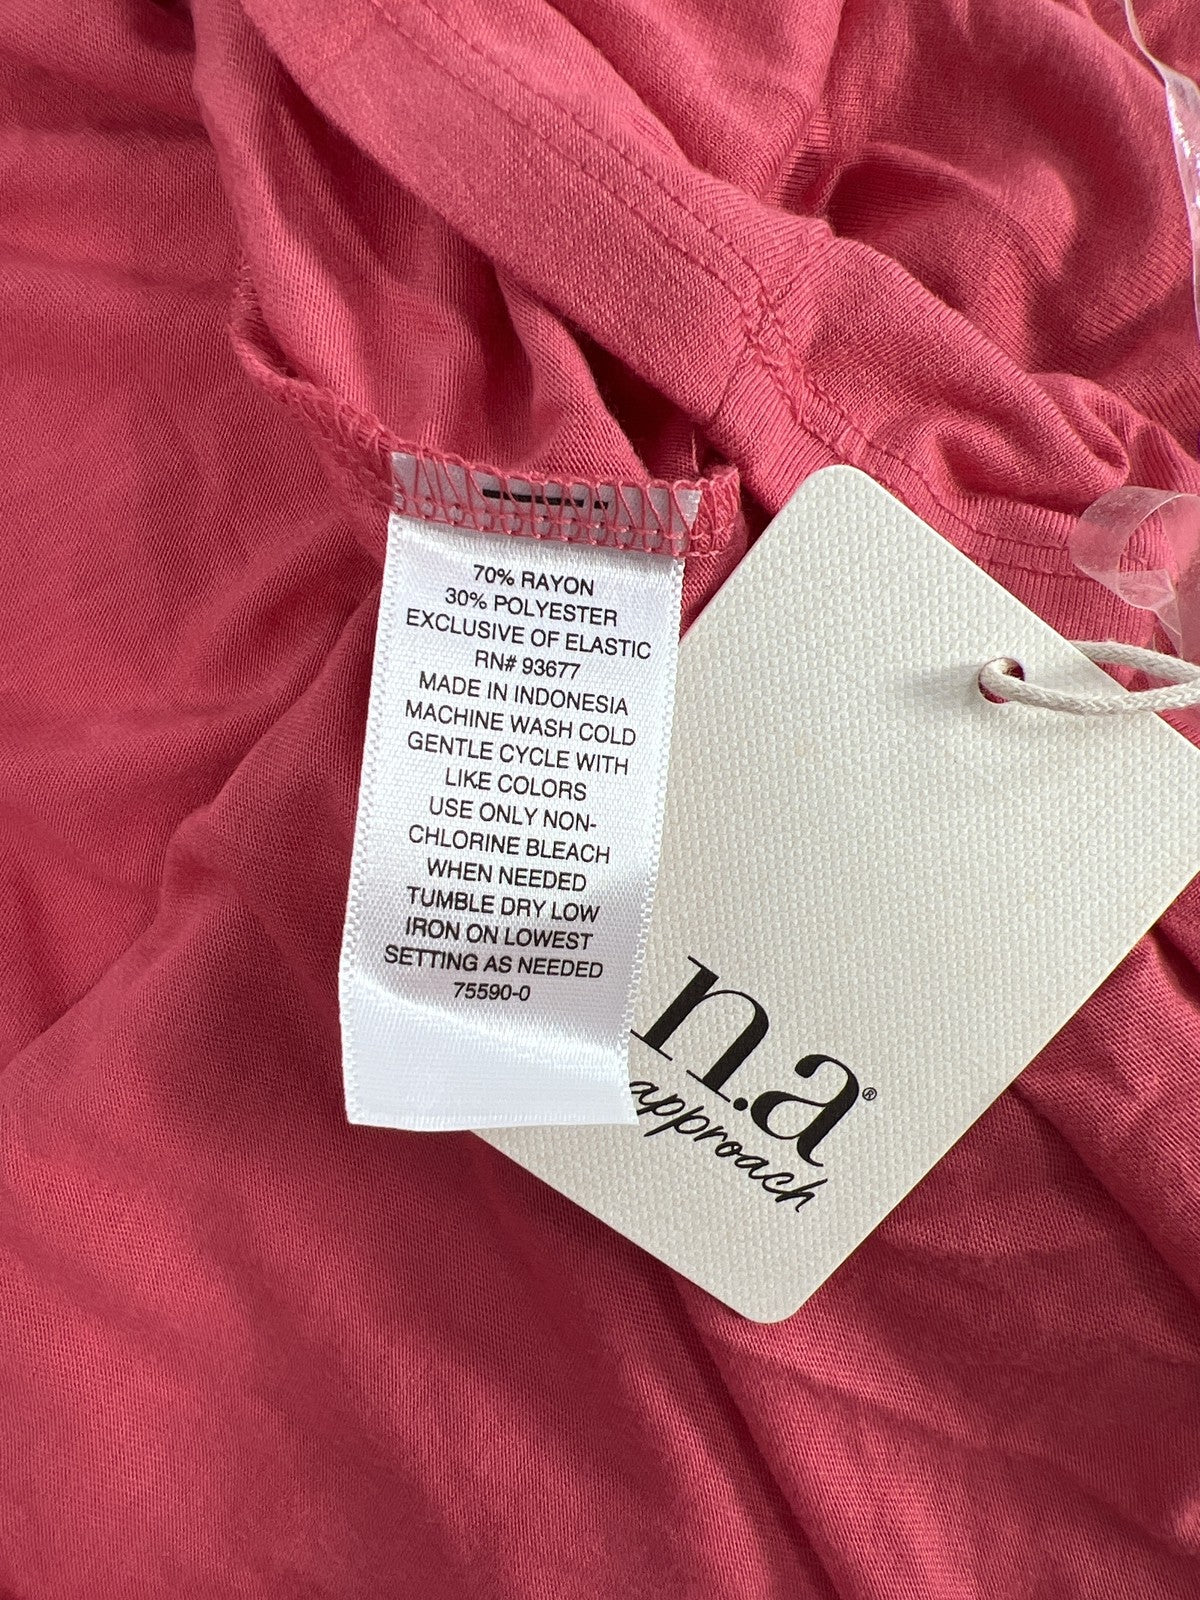 70% RAYON
30% POLYESTER
EXCLUSIVE OF ELASTIC
RN# 93677
MADE IN INDONESIA
MACHINE WASH COLD
GENTLE CYCLE WITH
LIKE COLORS
USE ONLY NON-
CHLORINE BLEACH
WHEN NEEDED
TUMBLE DRY LOW
IRON ON LOWEST
SETTING AS NEEDED
75590-0
n.a®
approach